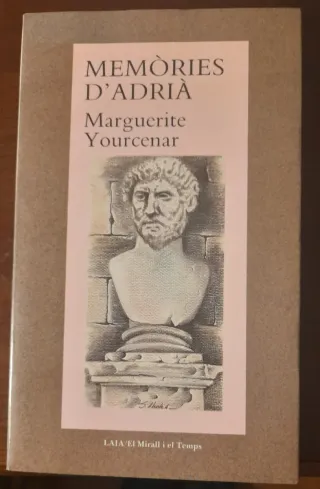 MEMÒRIES
D'ADRIÀ
Marguerite
Yourcenar
LAIA/El Mirall i el Temps